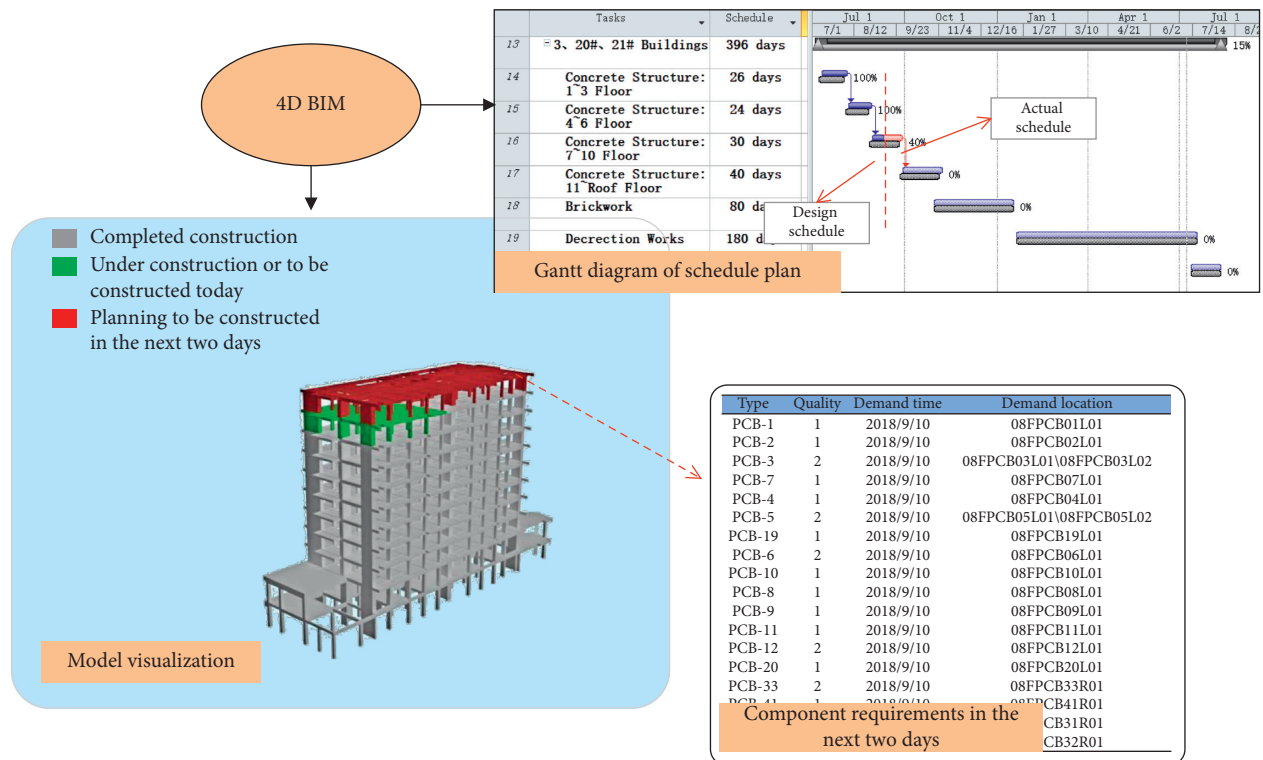 4D BIM
Tasks Schedule
Jul 1 Oct 1 Jan 1 Apr 1 Jul 1
7/1 8/12 9/23 11/4 12/16 1/27 3/10 4/21 6/2 7/14
13 3、20#、21# Buildings 396 days 15%
14 Concrete Structure: 26 days 100%
1~3 Floor
15 Concrete Structure: 24 days 100%
4~6 Floor
16 Concrete Structure: 30 days 40%
7~10 Floor
17 Concrete Structure: 40 days 0%
11~Roof Floor
18 Brickwork 80 0%
19 Decrection Works 180 0%
0%
Actual
schedule
Design
schedule
Gantt diagram of schedule plan
Completed construction
Under construction or to be
constructed today
Planning to be constructed
in the next two days
Model visualization
Type Quality Demand time Demand location
PCB-1 1 2018/9/10 08FPCB01L01
PCB-2 1 2018/9/10 08FPCB02L01
PCB-3 2 2018/9/10 08FPCB03L01\08FPCB03L02
PCB-7 1 2018/9/10 08FPCB07L01
PCB-4 1 2018/9/10 08FPCB04L01
PCB-5 2 2018/9/10 08FPCB05L01\08FPCB05L02
PCB-19 1 2018/9/10 08FPCB19L01
PCB-6 2 2018/9/10 08FPCB06L01
PCB-10 1 2018/9/10 08FPCB10L01
PCB-8 1 2018/9/10 08FPCB08L01
PCB-9 1 2018/9/10 08FPCB09L01
PCB-11 1 2018/9/10 08FPCB11L01
PCB-12 2 2018/9/10 08FPCB12L01
PCB-20 1 2018/9/10 08FPCB20L01
PCB-33 2 2018/9/10 08FPCB33R01
PCB-41 1 2018/9/10 08FPCB41R01
CB31R01
CB32R01
Component requirements in the
next two days